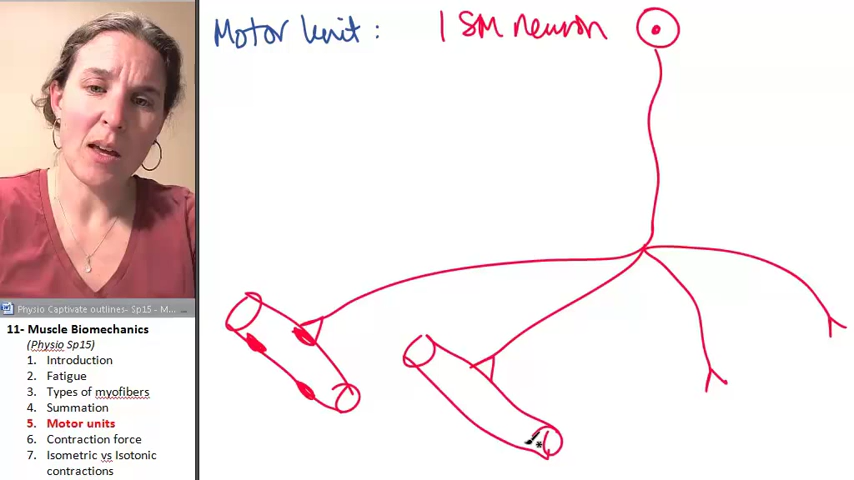 Motor Unit: 1 SM neuron
Physio Captivate outlines- Sp15 - M...
11- Muscle Biomechanics
(Physio Sp15)
1. Introduction
2. Fatigue
3. Types of myofibers
4. Summation
5. Motor units
6. Contraction force
7. Isometric vs Isotonic
contractions